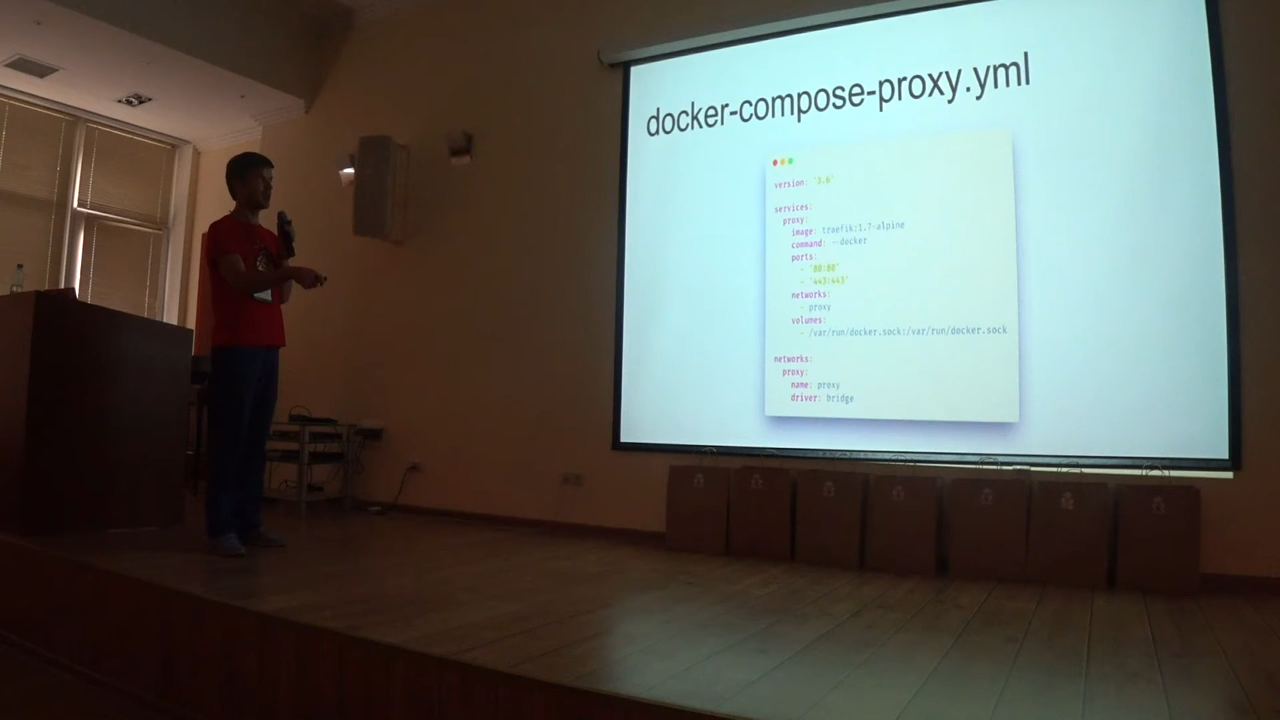 docker-compose-proxy.yml
version: '3.6'
services:
proxy:
image: traefik:1.7-alpine
command: --docker
ports:
- '80:80'
- '443:443'
networks:
- proxy
volumes:
- /var/run/docker.sock:/var/run/docker.sock
networks:
proxy:
name: proxy
driver: bridge